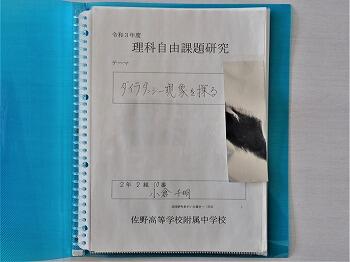 令和3年度
理科自由課題研究
テーマ
ダイラタンシー現象を探る
2年2組10番
小倉千明
佐野高等学校附属中学校